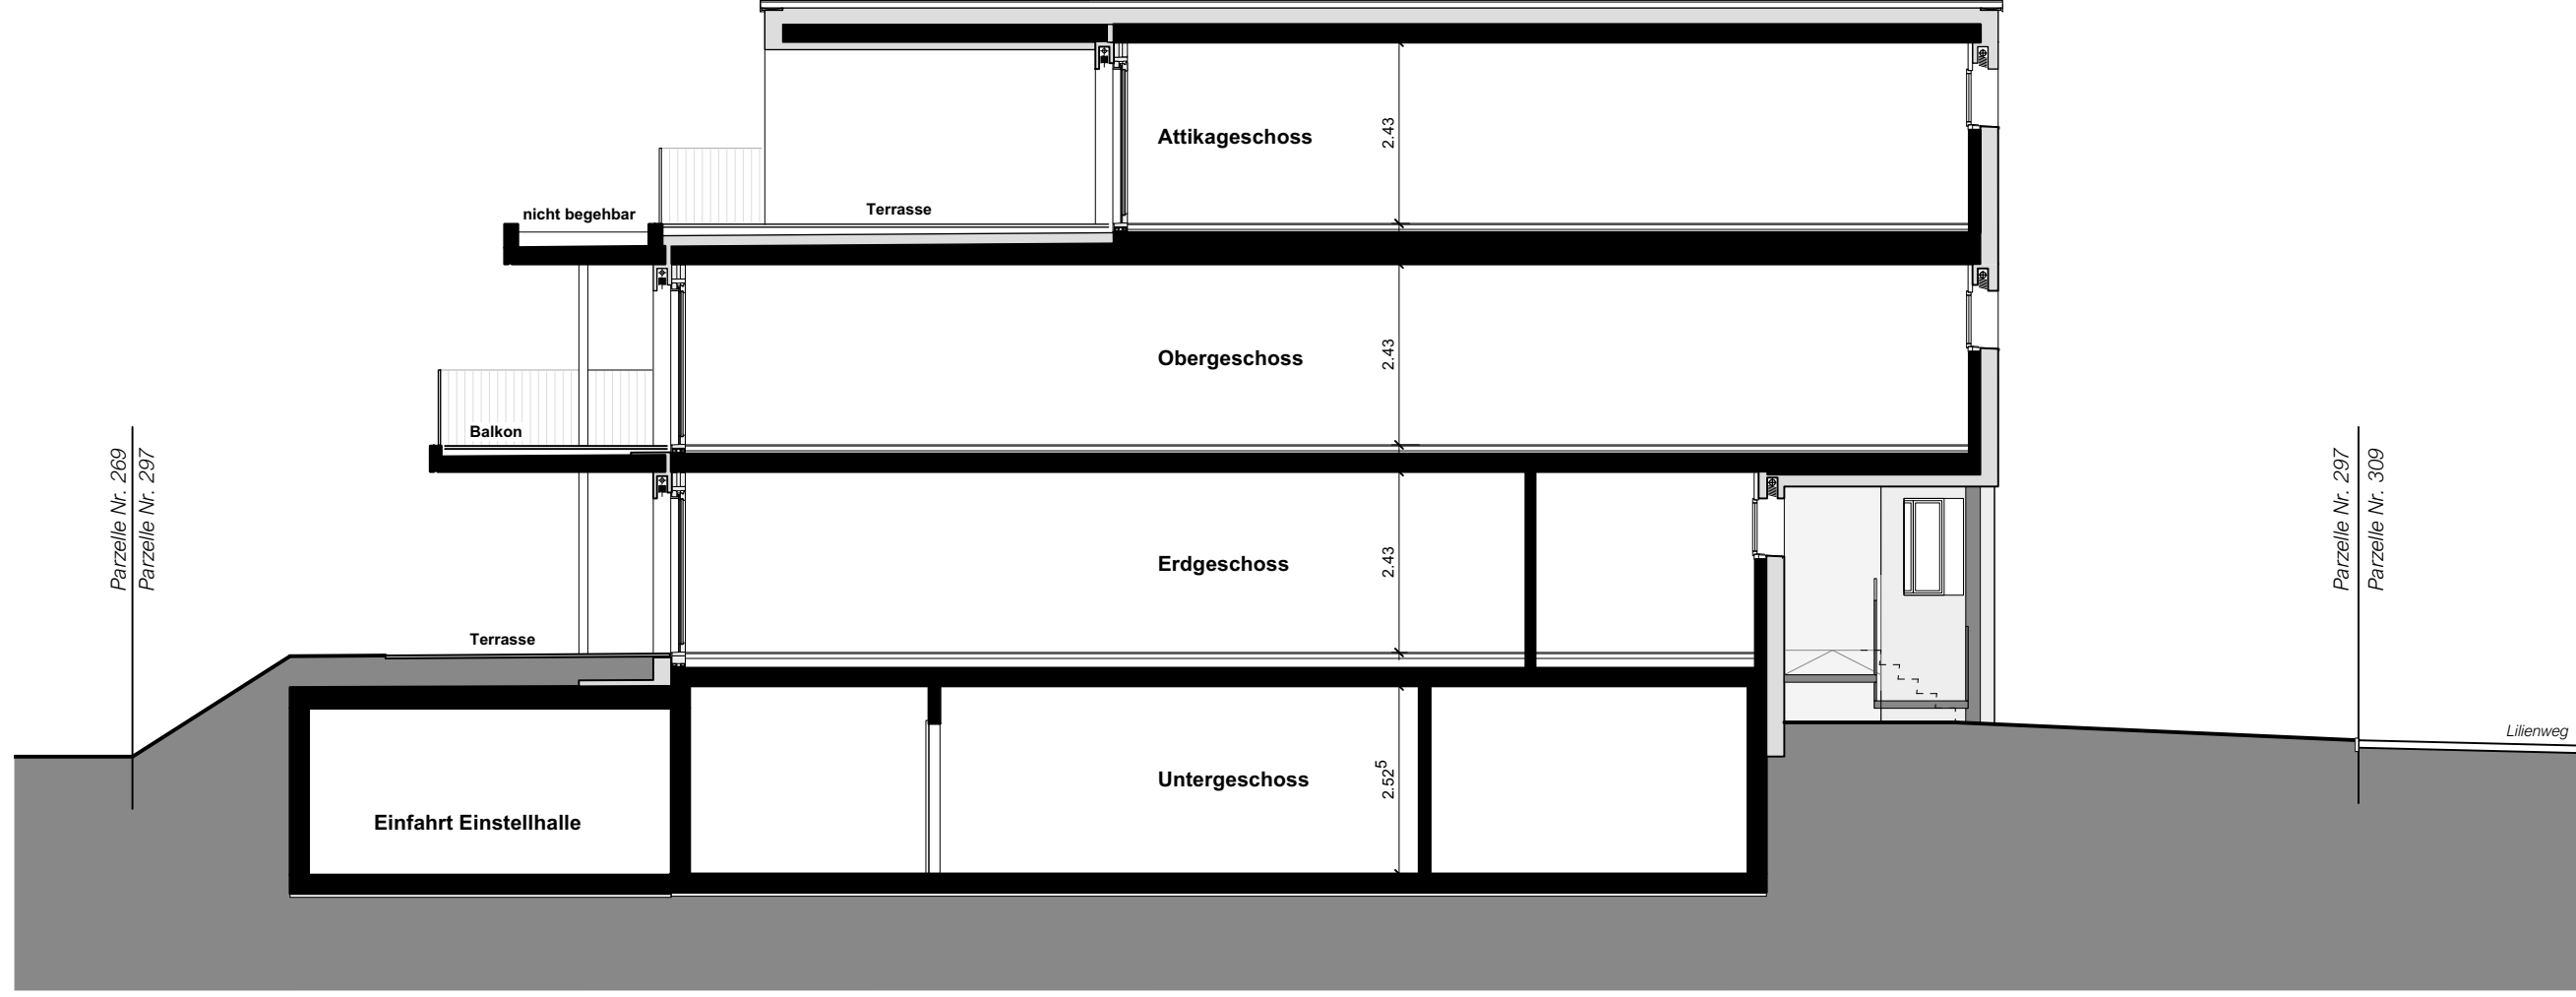 Attikageschoss
2.43
nicht begehbar
Terrasse
Obergeschoss
2.43
Balkon
Parzelle Nr. 269
Parzelle Nr. 297
Parzelle Nr. 297
Parzelle Nr. 309
Erdgeschoss
2.43
Terrasse
Lilienweg
Untergeschoss
2.52⁵
Einfahrt Einstellhalle